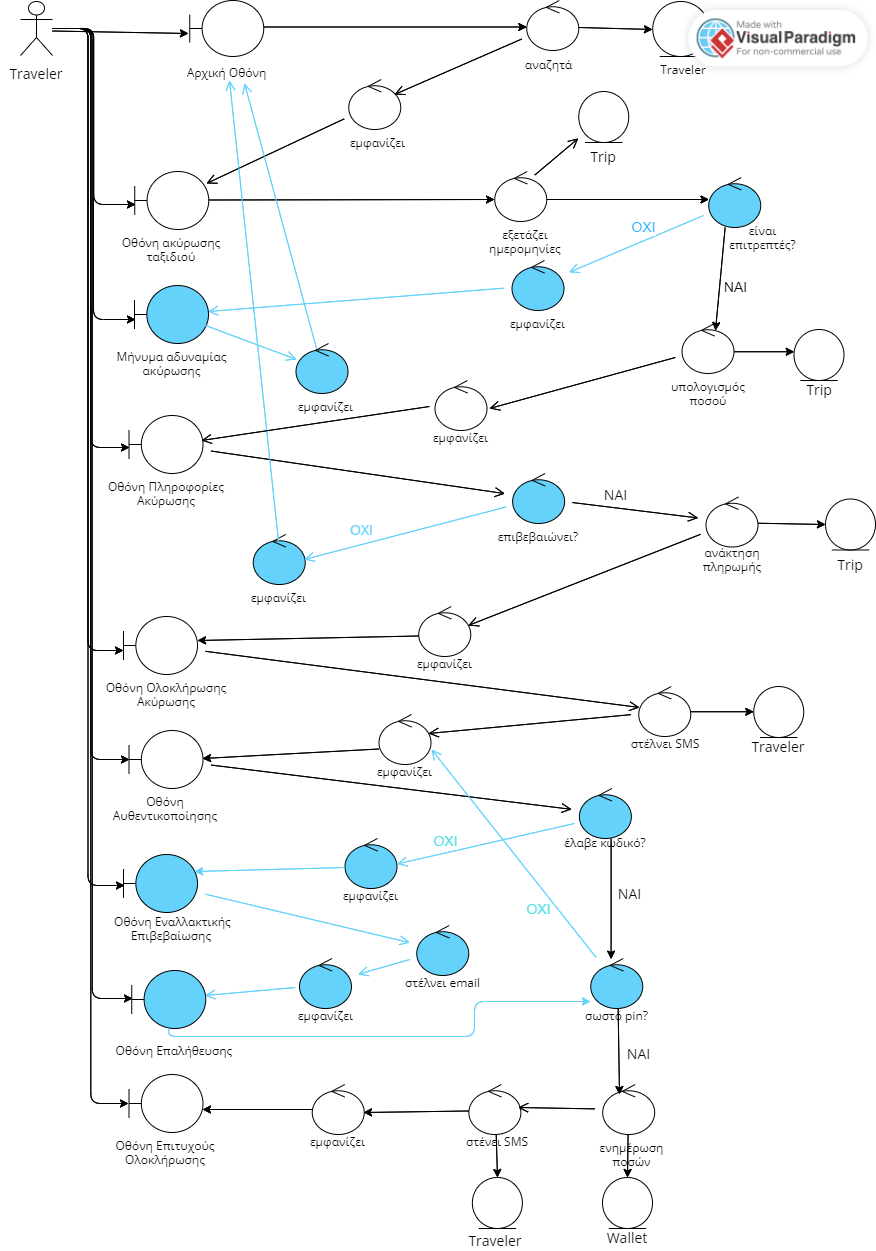 Made with
VisualParadigm
For non-commercial use
Traveler
Αρχική Οθόνη
αναζητά
Traveler
εμφανίζει
Trip
Οθόνη ακύρωσης
ταξιδιού
εξετάζει
ημερομηνίες
ΟΧΙ
είναι
επιτρεπτές?
ΝΑΙ
εμφανίζει
Μήνυμα αδυναμίας
ακύρωσης
εμφανίζει
υπολογισμός
ποσού
Trip
εμφανίζει
Οθόνη Πληροφορίες
Ακύρωσης
ΝΑΙ
ΟΧΙ
επιβεβαιώνει?
ανάκτηση
πληρωμής
Trip
εμφανίζει
εμφανίζει
Οθόνη Ολοκλήρωσης
Ακύρωσης
στέλνει SMS
Traveler
εμφανίζει
Οθόνη
Αυθεντικοποίησης
ΟΧΙ
έλαβε κωδικό?
εμφανίζει
ΝΑΙ
ΟΧΙ
Οθόνη Εναλλακτικής
Επιβεβαίωσης
στέλνει email
εμφανίζει
σωστό pin?
Οθόνη Επαλήθευσης
ΝΑΙ
Οθόνη Επιτυχούς
Ολοκλήρωσης
εμφανίζει
στένει SMS
ενημέρωση
ποσών
Traveler
Wallet